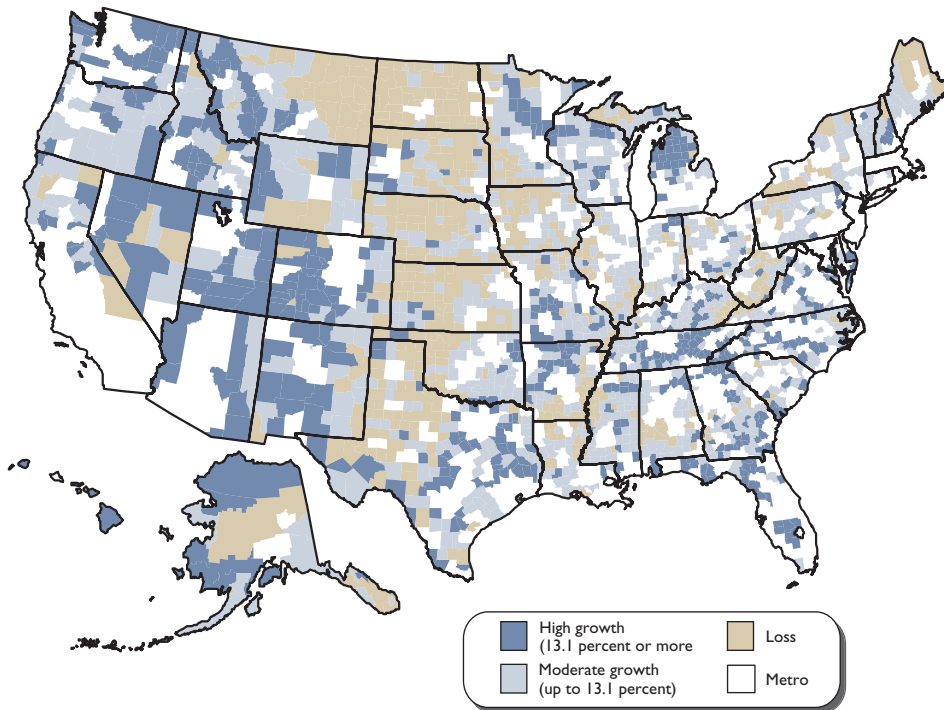 High growth
(13.1 percent or more
Moderate growth
(up to 13.1 percent)
Loss
Metro